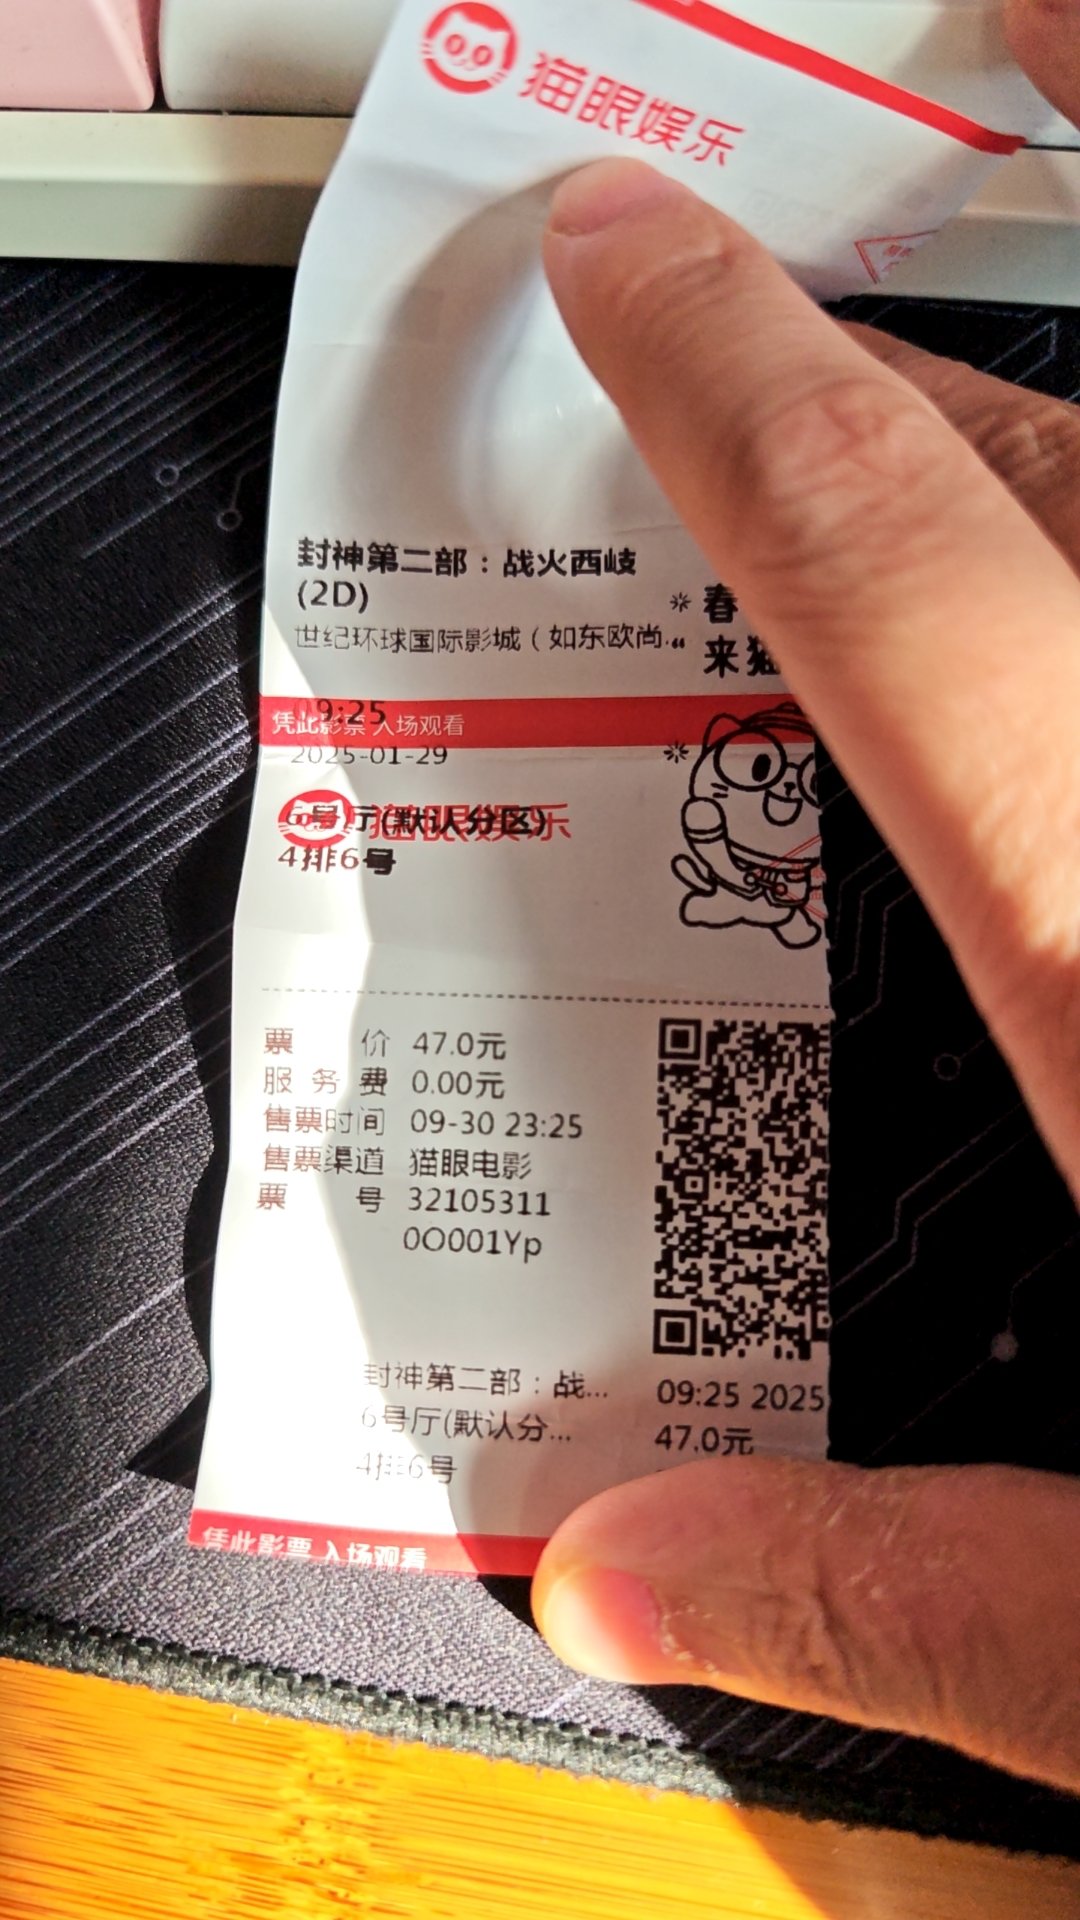 猫眼娱乐
封神第二部：战火西岐
(2D)
世纪环球国际影城（如东欧尚..
春
来猫
09:25
凭此影票 入场观看
2025-01-29
猫眼娱乐
6号厅(默认分区)
4排6号
票 价 47.0元
服务费 0.00元
售票时间 09-30 23:25
售票渠道 猫眼电影
票 号 32105311
0O001Yp
封神第二部：战...
09:25 2025
6号厅(默认分...
47.0元
4排6号
凭此影票 入场观看